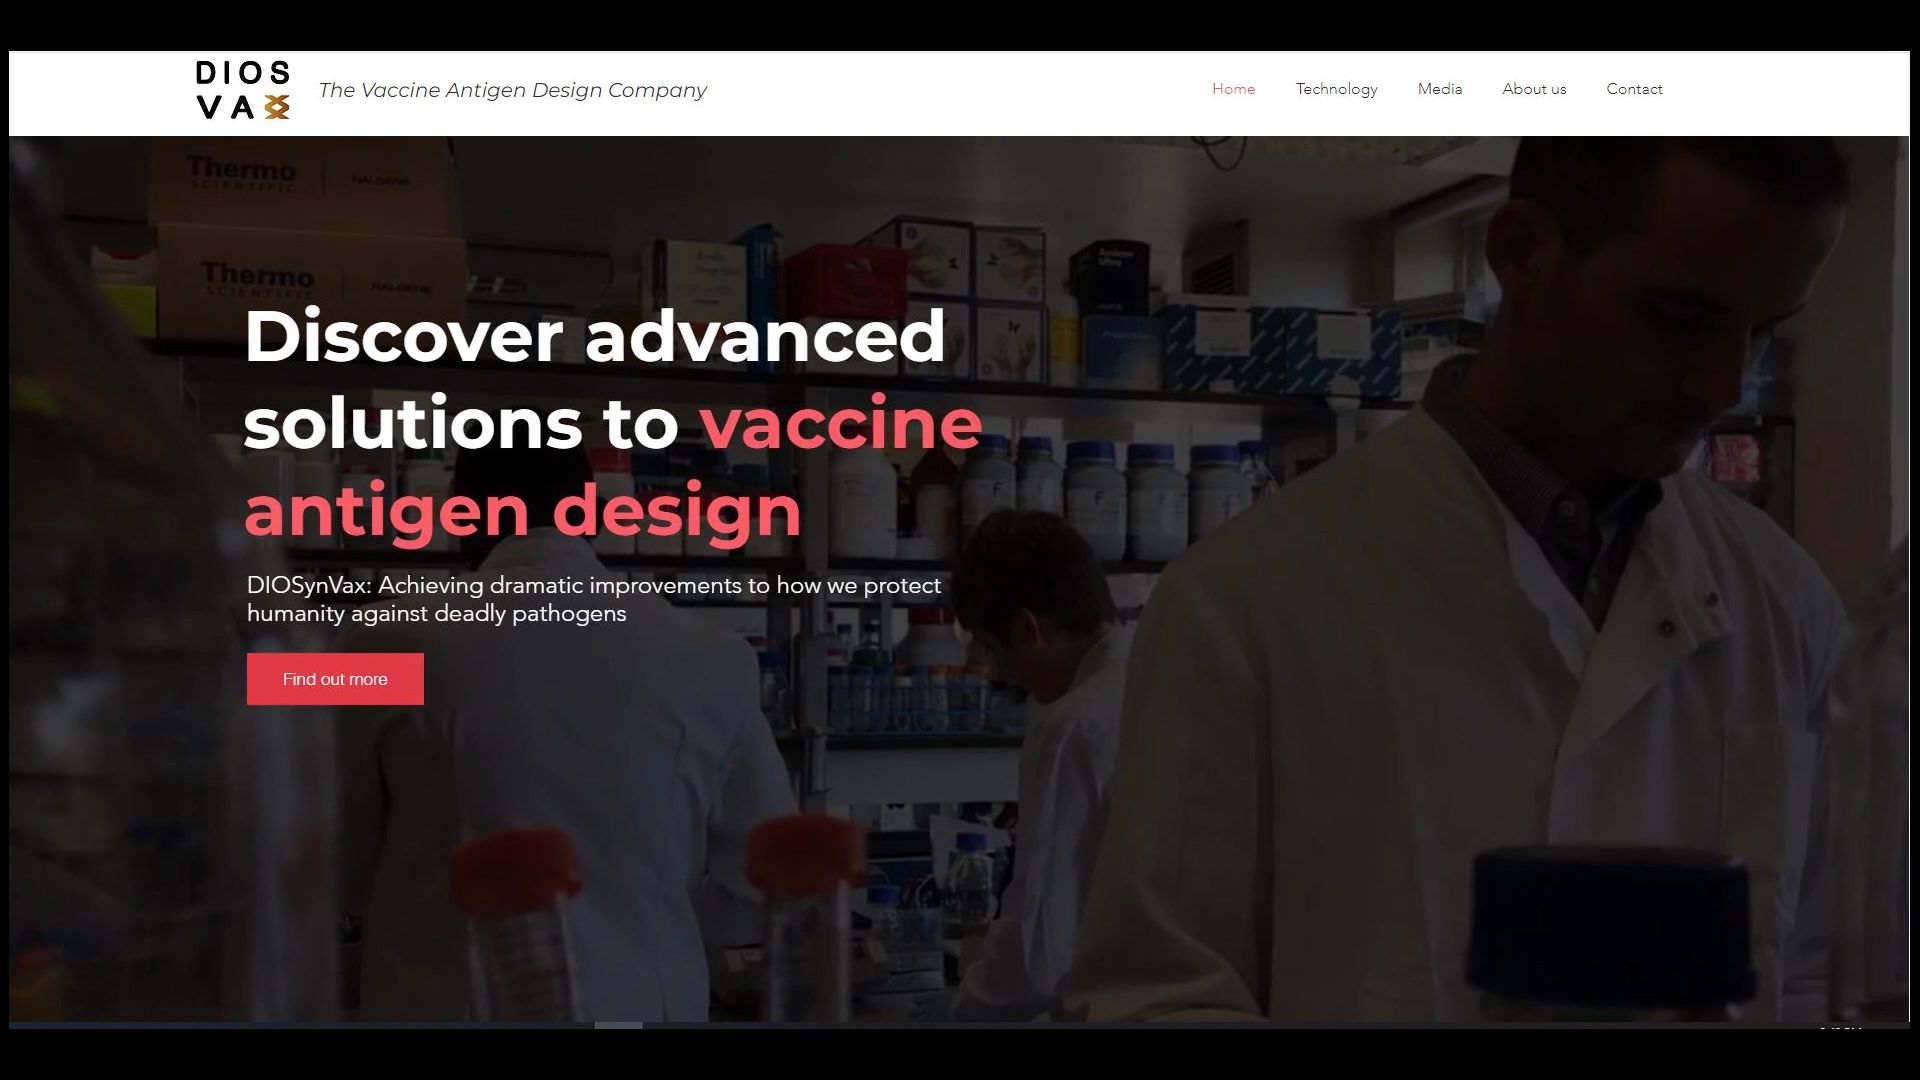 DIOS
VAX
The Vaccine Antigen Design Company
Home
Technology
Media
About us
Contact
Thermo
SCIENTIFIC
NALGENE
Thermo
SCIENTIFIC
NALGENE
Discover advanced
solutions to vaccine
antigen design
DIOSynVax: Achieving dramatic improvements to how we protect
humanity against deadly pathogens
Find out more